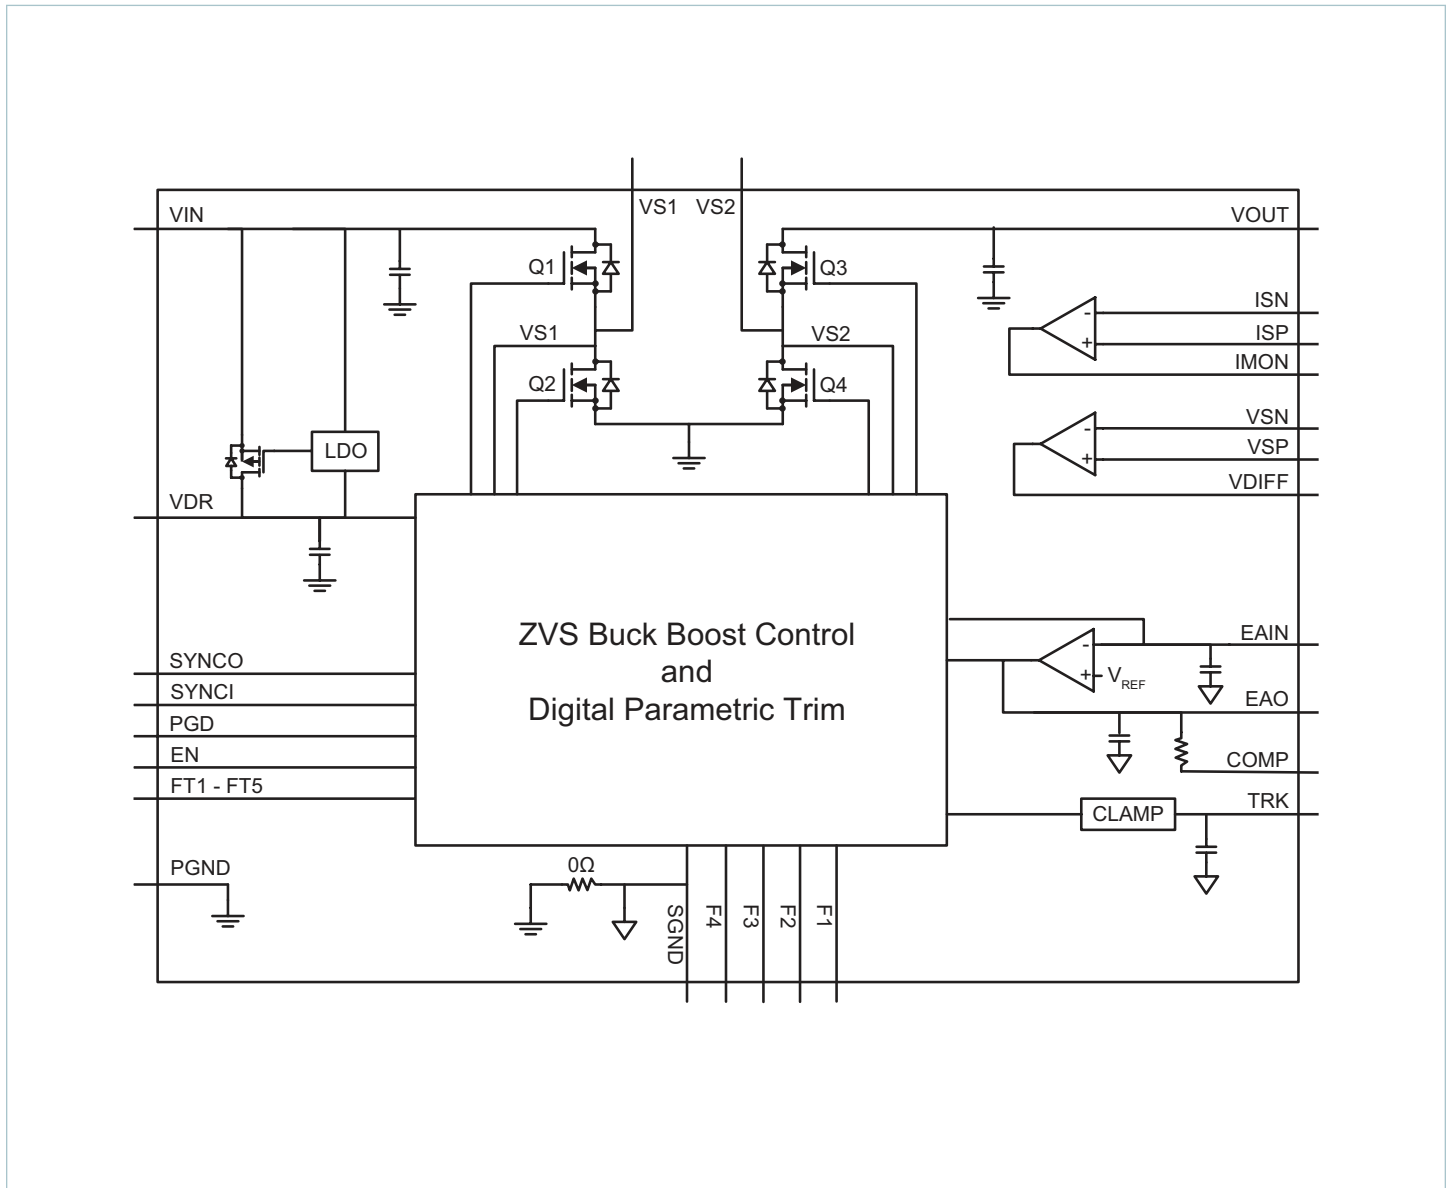 VS1 VS2
VIN
VOUT
Q1
Q3
ISN
-
ISP
+
IMON
VS1
VS2
Q2
Q4
VSN
-
VSP
+
VDIFF
LDO
VDR
ZVS Buck Boost Control
and
Digital Parametric Trim
EAIN
-
+
VREF
EAO
COMP
TRK
CLAMP
SYNCO
SYNCI
PGD
EN
FT1 - FT5
PGND
0Ω
SGND
F4
F3
F2
F1